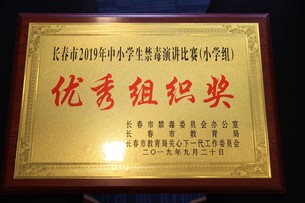 长春市2019年中小学生禁毒演讲比赛(小学组)
优秀组织奖
长春市禁毒委员会办公室
长春市教育局
长春市教育局关心下一代工作委员会
二〇一九年九月二十日